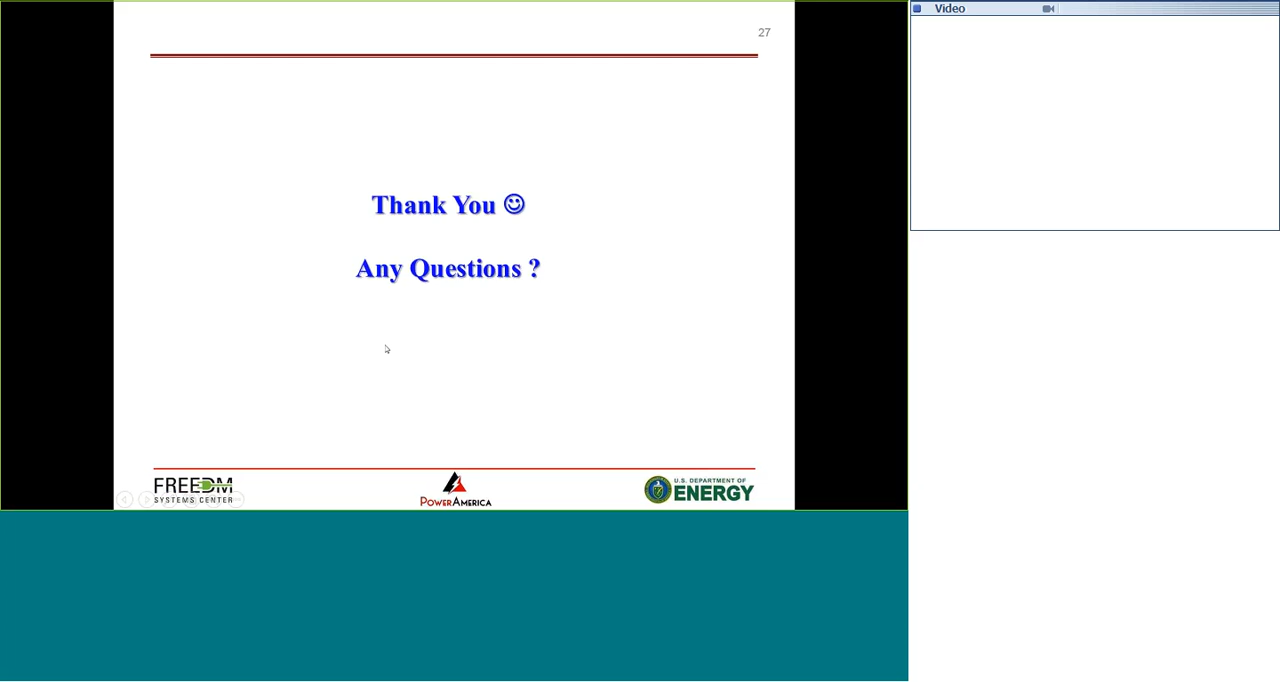 Video
27
Thank You ☺
Any Questions ?
FREEDM
SYSTEMS CENTER
POWERAMERICA
U.S. DEPARTMENT OF
ENERGY